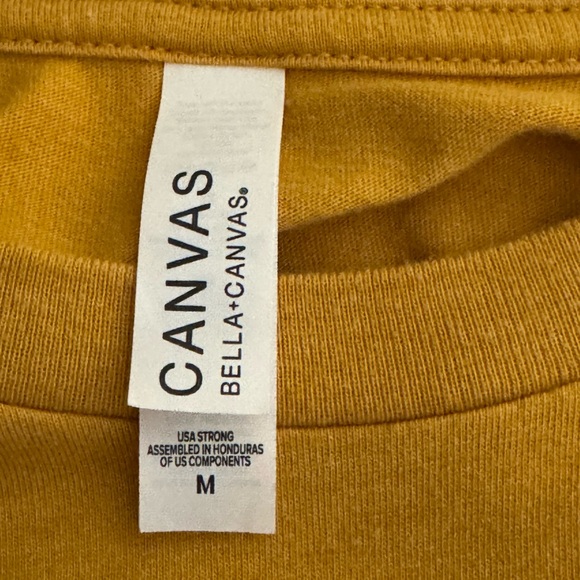 CANVAS
BELLA+CANVAS®
USA STRONG
ASSEMBLED IN HONDURAS
OF US COMPONENTS
M